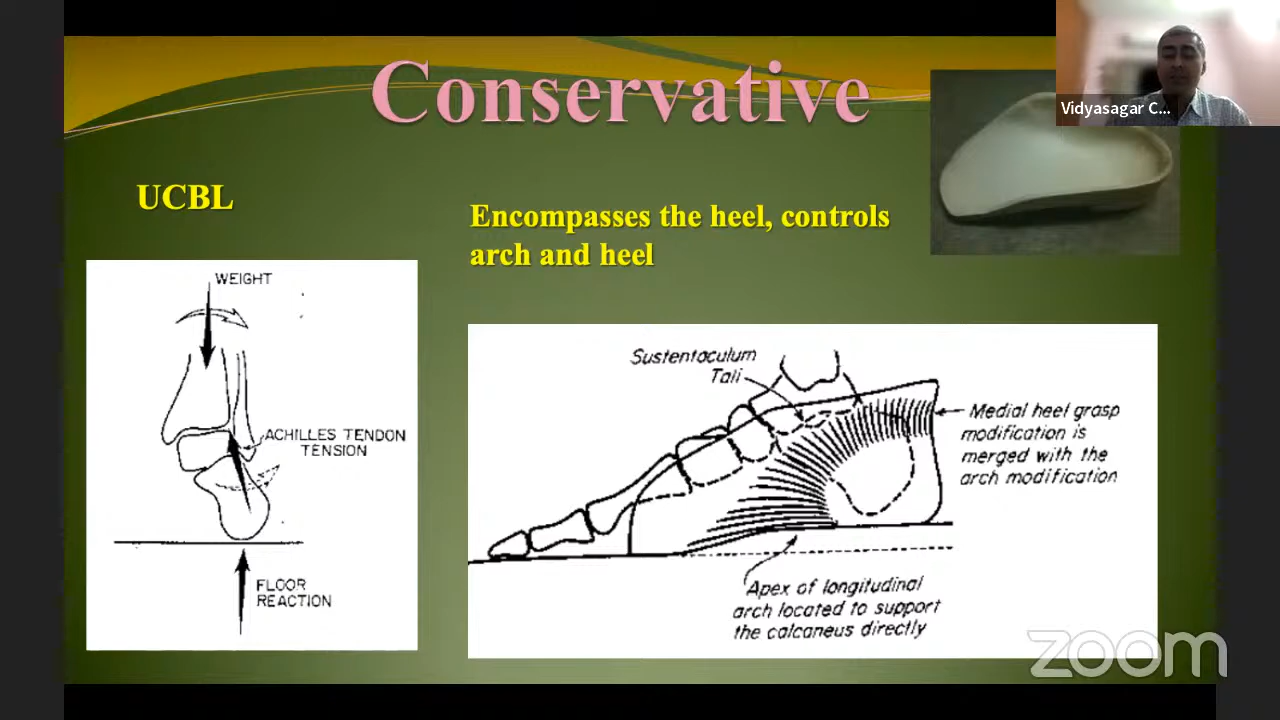 Conservative
Vidyasagar C...
UCBL
Encompasses the heel, controls
arch and heel
WEIGHT
ACHILLES TENDON
TENSION
FLOOR
REACTION
Sustentaculum
Tali
Medial heel grasp
modification is
merged with the
arch modification
Apex of longitudinal
arch located to support
the calcaneus directly
zoom